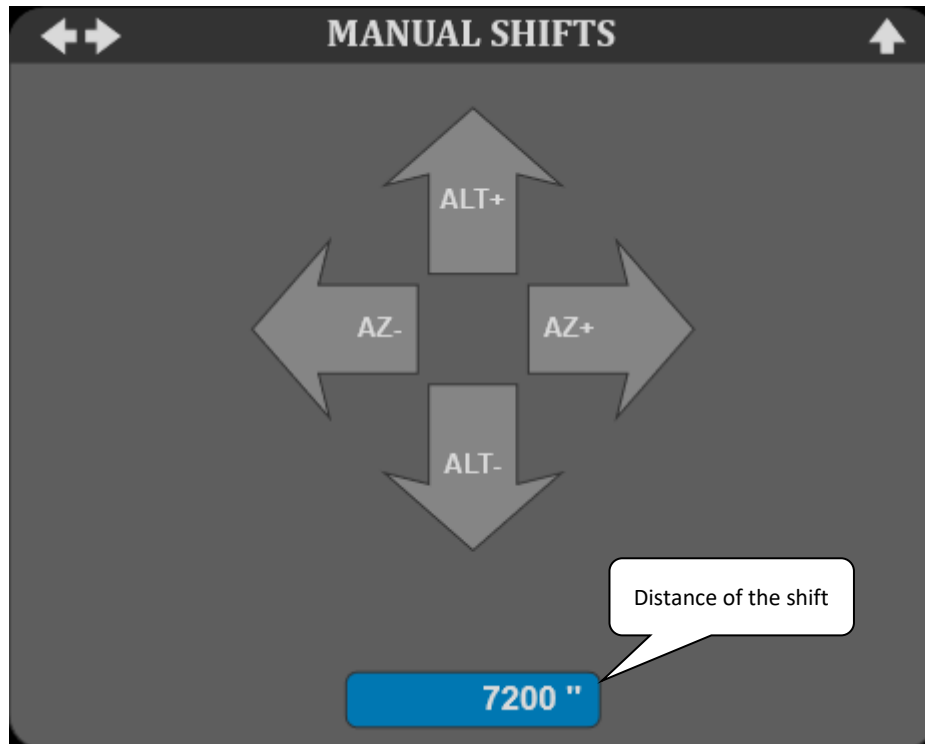 MANUAL SHIFTS
ALT+
AZ-
AZ+
ALT-
Distance of the shift
7200 "